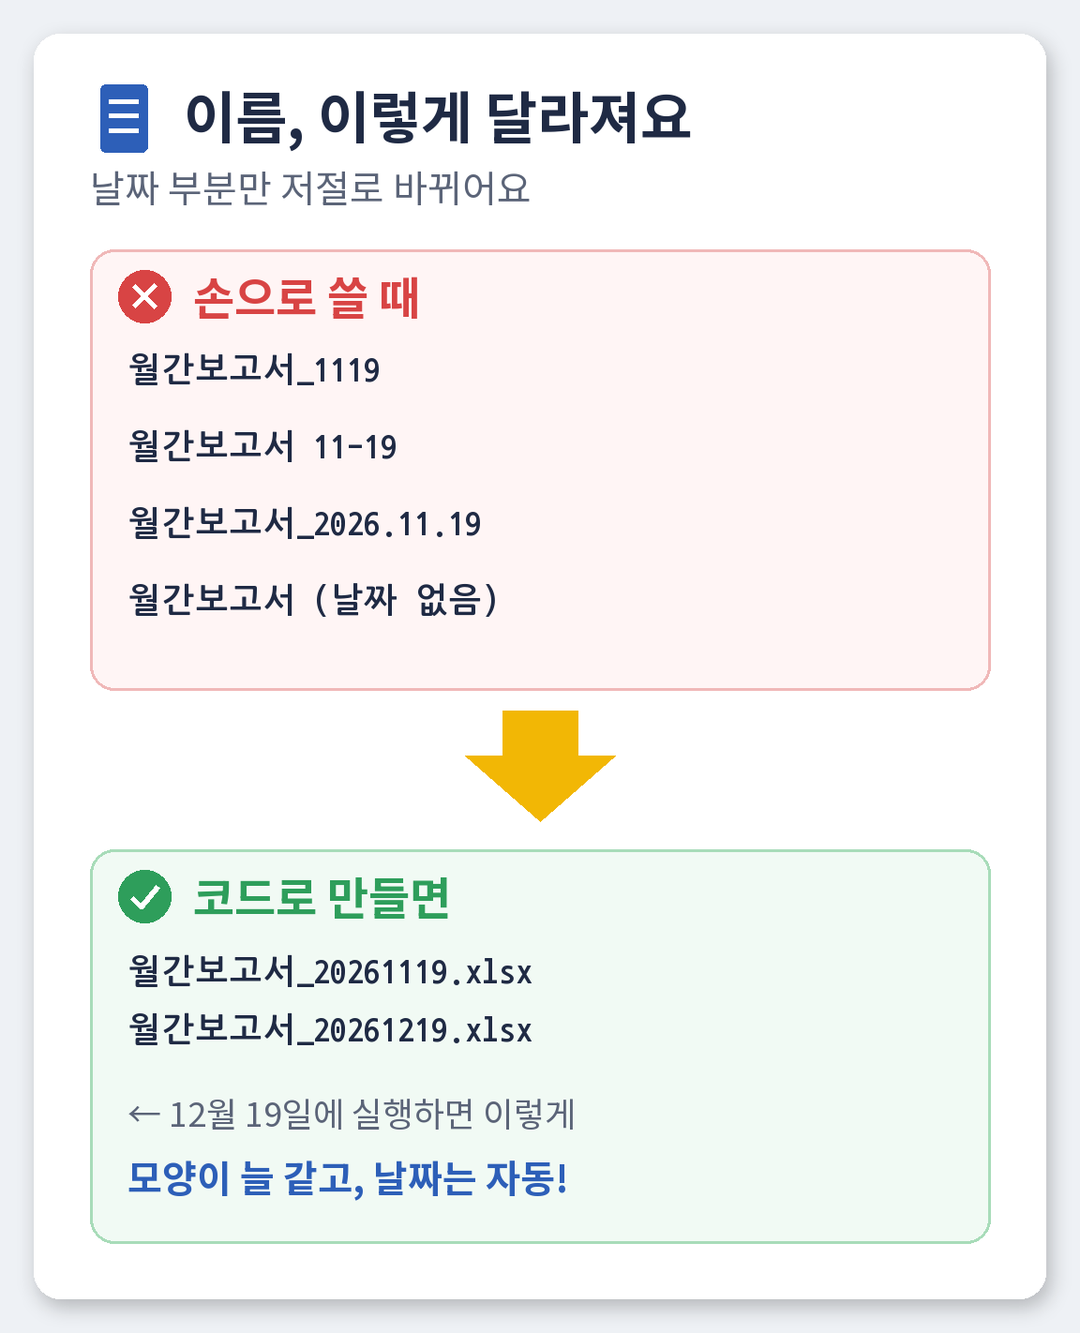 이름, 이렇게 달라져요
날짜 부분만 저절로 바뀌어요
손으로 쓸 때
월간보고서_1119
월간보고서 11-19
월간보고서_2026.11.19
월간보고서 (날짜 없음)
코드로 만들면
월간보고서_20261119.xlsx
월간보고서_20261219.xlsx
← 12월 19일에 실행하면 이렇게
모양이 늘 같고, 날짜는 자동!